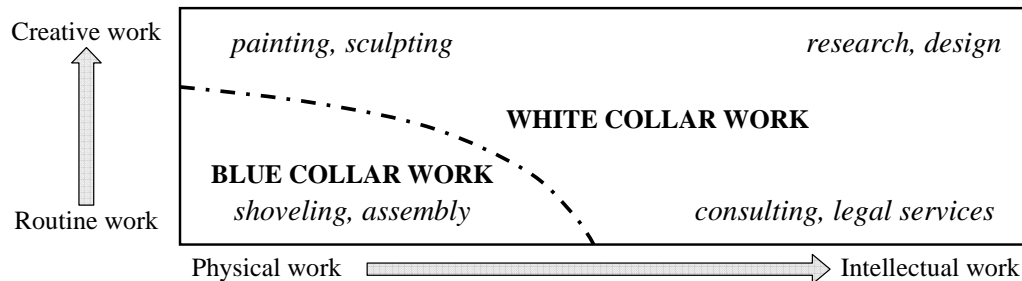 Creative work
painting, sculpting
research, design
WHITE COLLAR WORK
BLUE COLLAR WORK
Routine work
shoveling, assembly
consulting, legal services
Physical work
Intellectual work